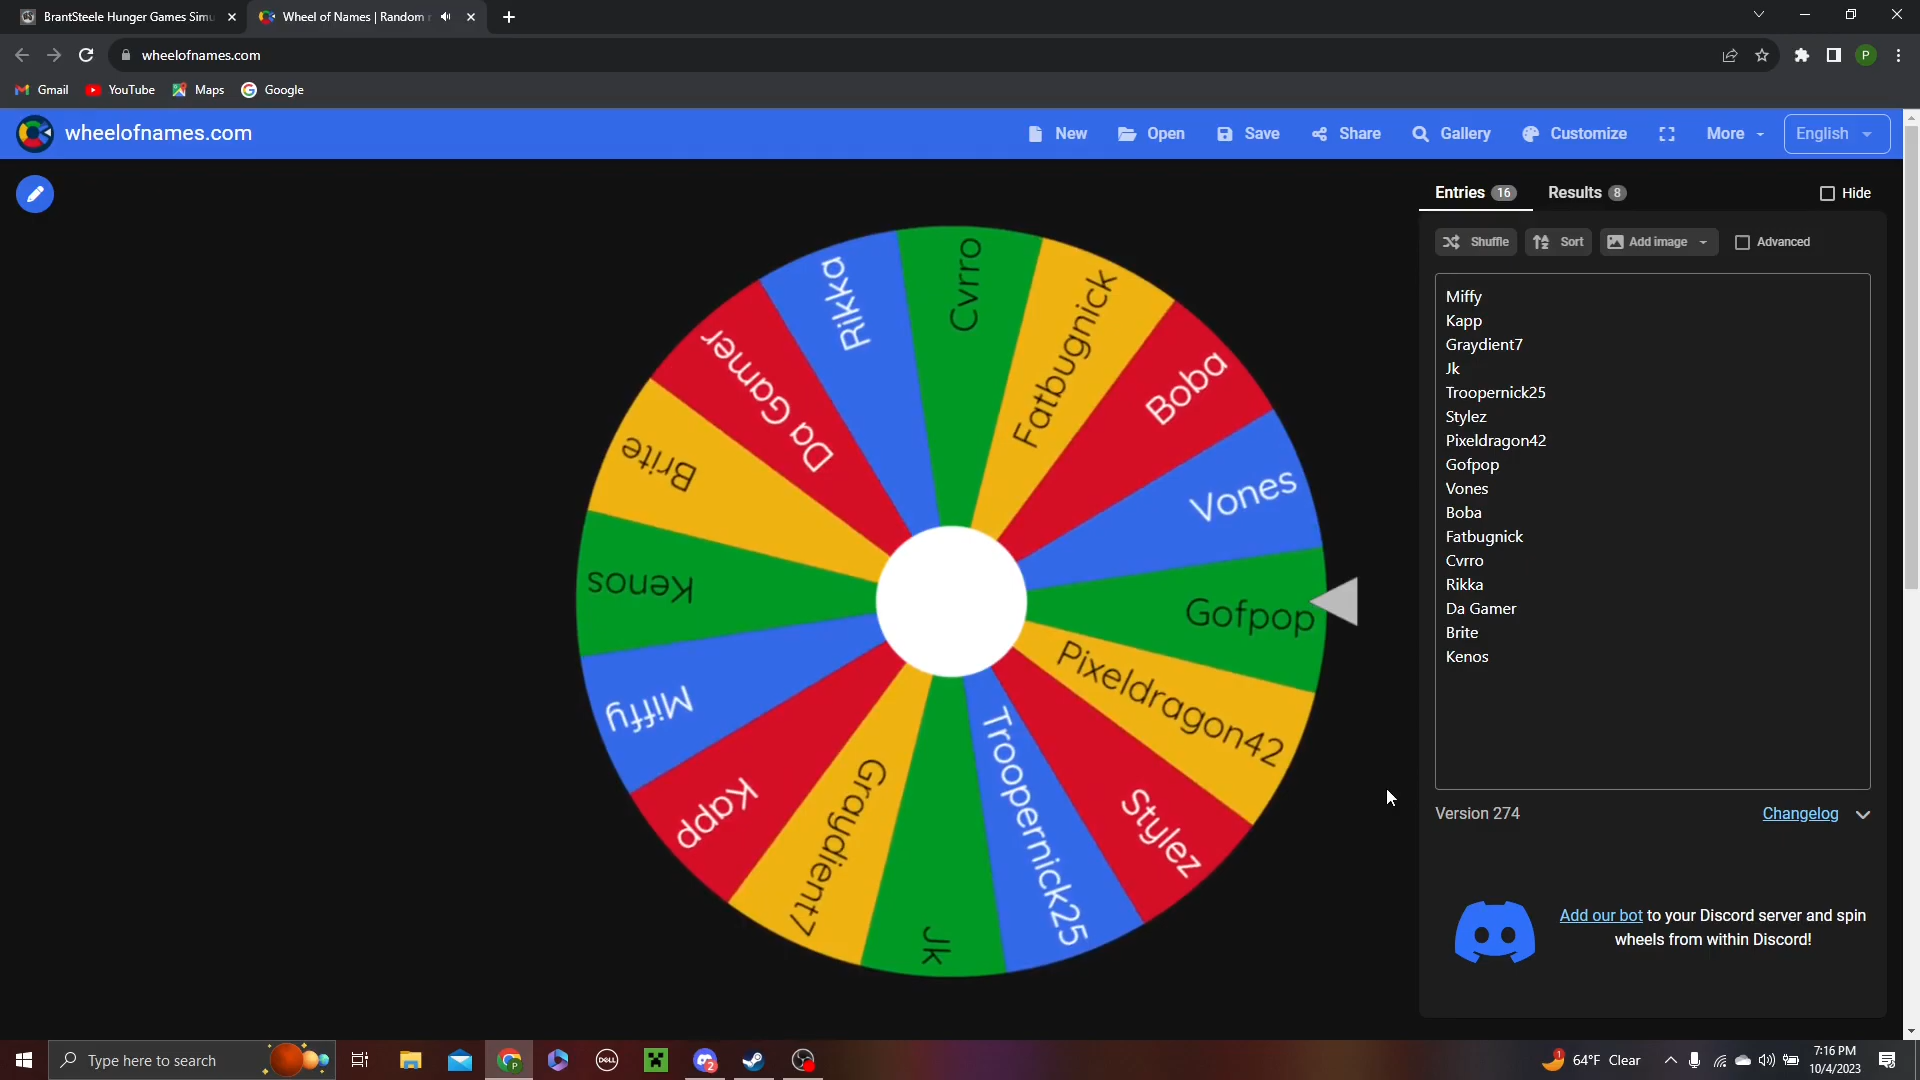 BrantSteele Hunger Games Simu
Wheel of Names | Random
wheelofnames.com
P
Gmail
YouTube
Maps
Google
wheelofnames.com
New
Open
Save
Share
Gallery
Customize
More
English
Entries 16
Results 8
Hide
Shuffle
Sort
Add image
Advanced
Miffy
Kapp
Graydient7
Jk
Troopernick25
Stylez
Pixeldragon42
Gofpop
Vones
Boba
Fatbugnick
Cvrro
Rikka
Da Gamer
Brite
Kenos
Cvrro
Fatbugnick
Boba
Vones
Gofpop
Pixeldragon42
Stylez
Troopernick25
Jk
Graydient7
Kapp
Miffy
Kenos
Brite
Da Gamer
Rikka
Version 274
Changelog
Add our bot to your Discord server and spin
wheels from within Discord!
Type here to search
P
DELL
2
1
64°F Clear
7:16 PM
10/4/2023